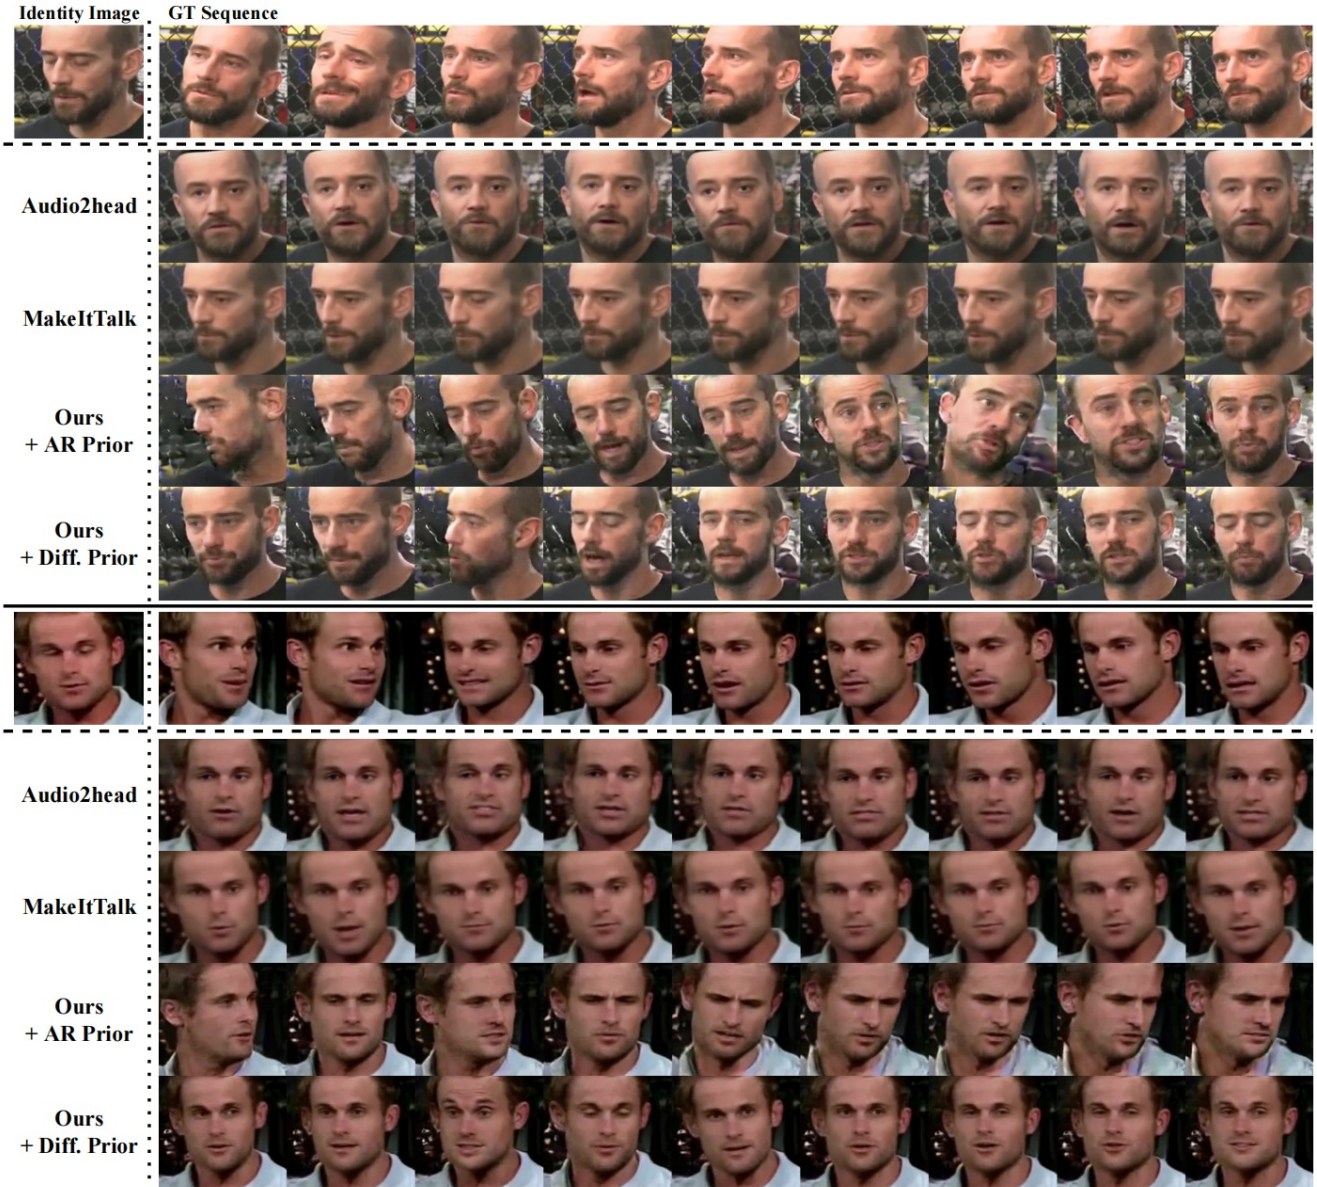 Identity Image
GT Sequence
Audio2head
MakeItTalk
Ours
+ AR Prior
Ours
+ Diff. Prior
Audio2head
MakeItTalk
Ours
+ AR Prior
Ours
+ Diff. Prior